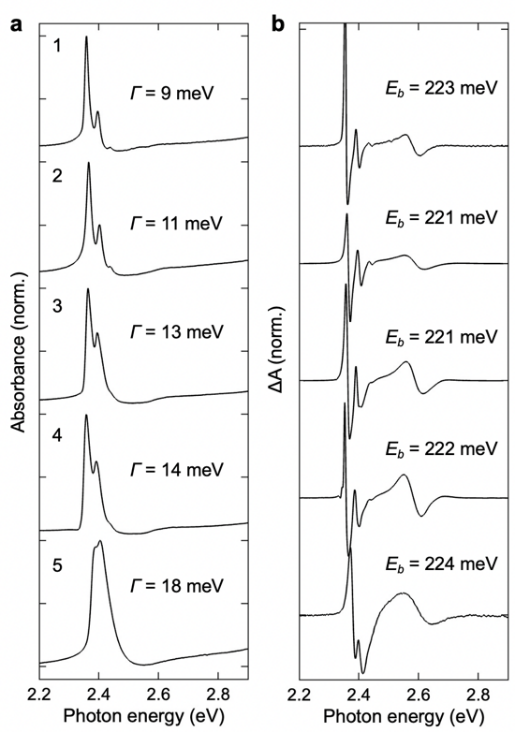 a
1
Γ = 9 meV
2
Γ = 11 meV
3
Γ = 13 meV
4
Γ = 14 meV
5
Γ = 18 meV
Absorbance (norm.)
2.2 2.4 2.6 2.8
Photon energy (eV)
b
E_b = 223 meV
E_b = 221 meV
E_b = 221 meV
E_b = 222 meV
E_b = 224 meV
ΔA (norm.)
2.2 2.4 2.6 2.8
Photon energy (eV)